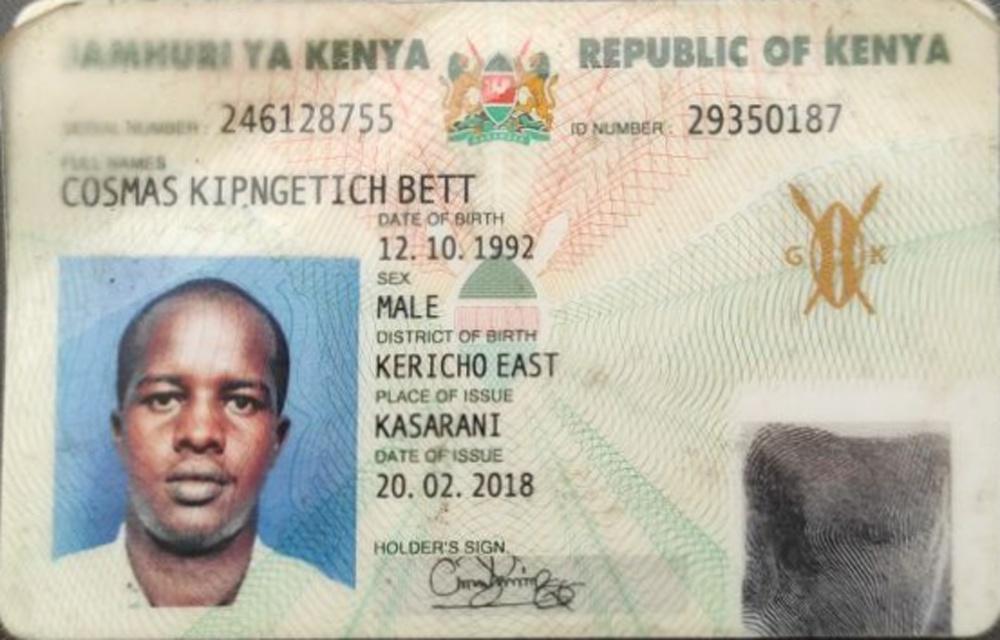 JAMHURI YA KENYA REPUBLIC OF KENYA
SERIAL NUMBER: 246128755 ID NUMBER: 29350187
FULL NAMES
COSMAS KIPNGETICH BETT
DATE OF BIRTH
12. 10. 1992
SEX
MALE
DISTRICT OF BIRTH
KERICHO EAST
PLACE OF ISSUE
KASARANI
DATE OF ISSUE
20. 02. 2018
HOLDER'S SIGN.
G K